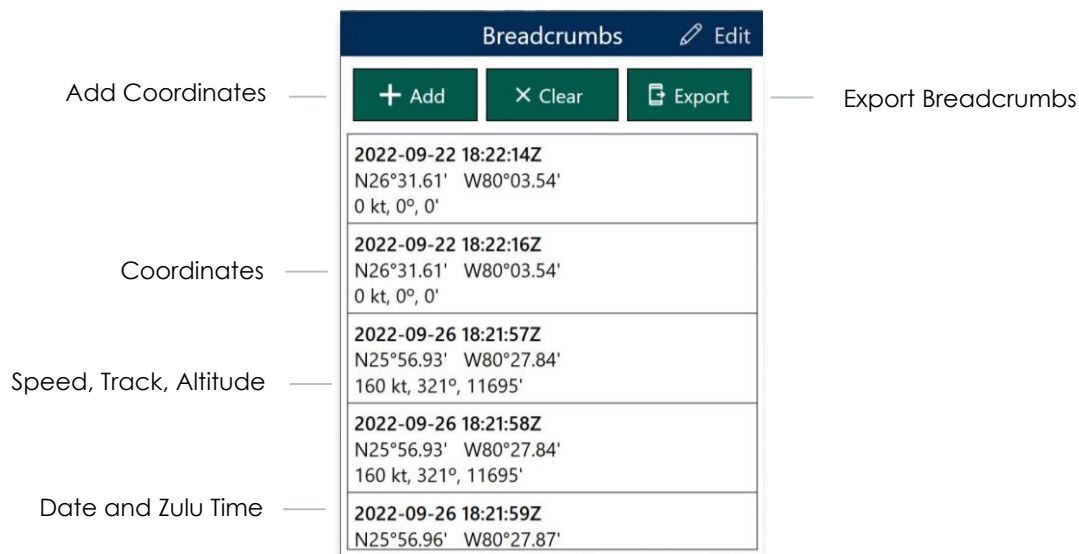 Breadcrumbs Edit
Add Coordinates + Add × Clear Export Export Breadcrumbs
2022-09-22 18:22:14Z
N26°31.61' W80°03.54'
0 kt, 0º, 0'
2022-09-22 18:22:16Z
Coordinates N26°31.61' W80°03.54'
0 kt, 0º, 0'
2022-09-26 18:21:57Z
N25°56.93' W80°27.84'
Speed, Track, Altitude 160 kt, 321º, 11695'
2022-09-26 18:21:58Z
N25°56.93' W80°27.84'
160 kt, 321º, 11695'
Date and Zulu Time 2022-09-26 18:21:59Z
N25°56.96' W80°27.87'